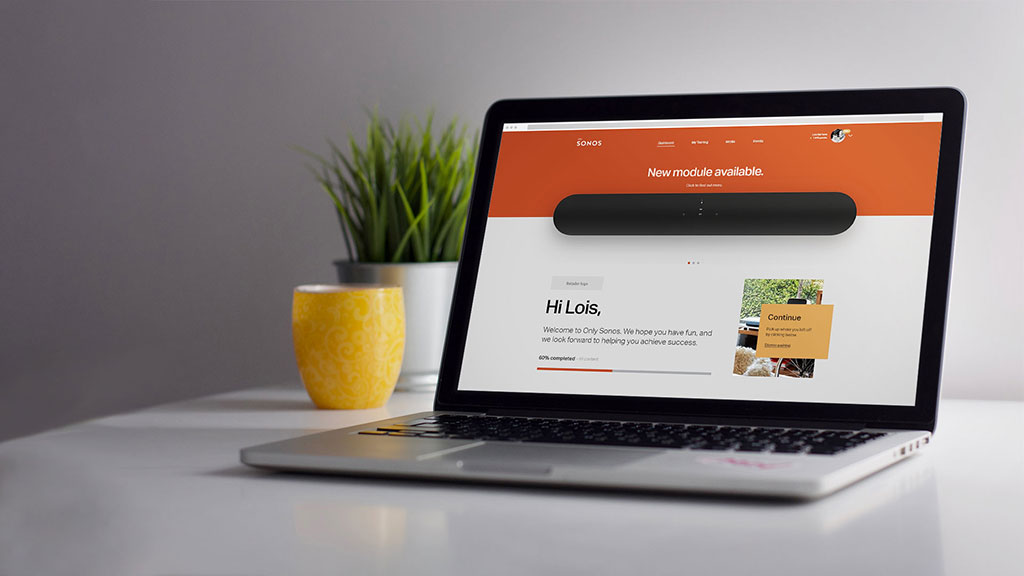 SONOS
Dashboard My Training Awards Events
New module available.
Click to find out more.
Retailer logo
Hi Lois,
Welcome to Only Sonos. We hope you have fun, and
we look forward to helping you achieve success.
60% completed
Continue
Pick up where you left off
by clicking below.